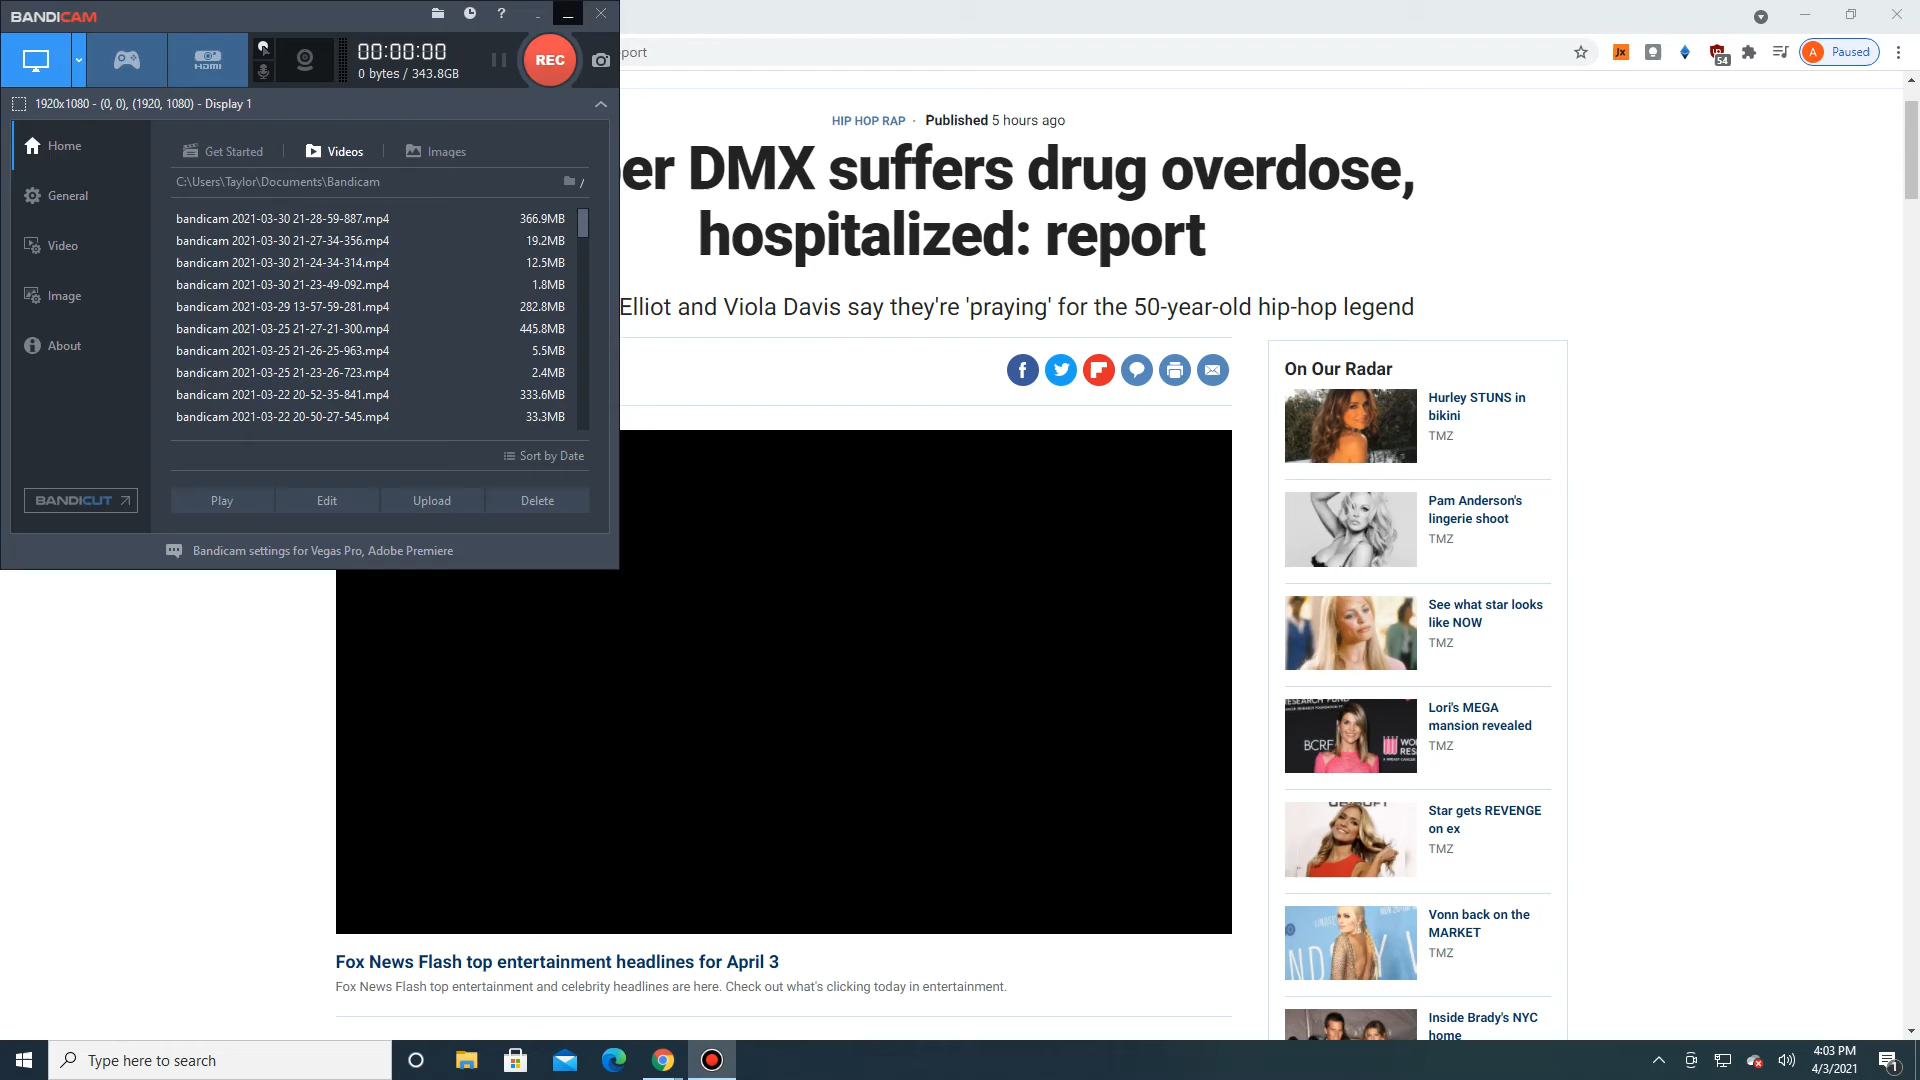 BANDICAM
HDMI
00:00:00
0 bytes / 343.8GB
REC
1920x1080 - (0, 0), (1920, 1080) - Display 1
Home
General
Video
Image
About
BANDICUT
Get Started
Videos
Images
C:\Users\Taylor\Documents\Bandicam
/
bandicam 2021-03-30 21-28-59-887.mp4 366.9MB
bandicam 2021-03-30 21-27-34-356.mp4 19.2MB
bandicam 2021-03-30 21-24-34-314.mp4 12.5MB
bandicam 2021-03-30 21-23-49-092.mp4 1.8MB
bandicam 2021-03-29 13-57-59-281.mp4 282.8MB
bandicam 2021-03-25 21-27-21-300.mp4 445.8MB
bandicam 2021-03-25 21-26-25-963.mp4 5.5MB
bandicam 2021-03-25 21-23-26-723.mp4 2.4MB
bandicam 2021-03-22 20-52-35-841.mp4 333.6MB
bandicam 2021-03-22 20-50-27-545.mp4 33.3MB
Sort by Date
Play Edit Upload Delete
Bandicam settings for Vegas Pro, Adobe Premiere
port
Jx
54
A Paused
HIP HOP RAP · Published 5 hours ago
er DMX suffers drug overdose,
hospitalized: report
Elliot and Viola Davis say they're 'praying' for the 50-year-old hip-hop legend
Fox News Flash top entertainment headlines for April 3
Fox News Flash top entertainment and celebrity headlines are here. Check out what's clicking today in entertainment.
On Our Radar
Hurley STUNS in
bikini
TMZ
Pam Anderson's
lingerie shoot
TMZ
See what star looks
like NOW
TMZ
Lori's MEGA
mansion revealed
TMZ
BCRF
Star gets REVENGE
on ex
TMZ
Vonn back on the
MARKET
TMZ
Inside Brady's NYC
home
Type here to search
4:03 PM
4/3/2021
1